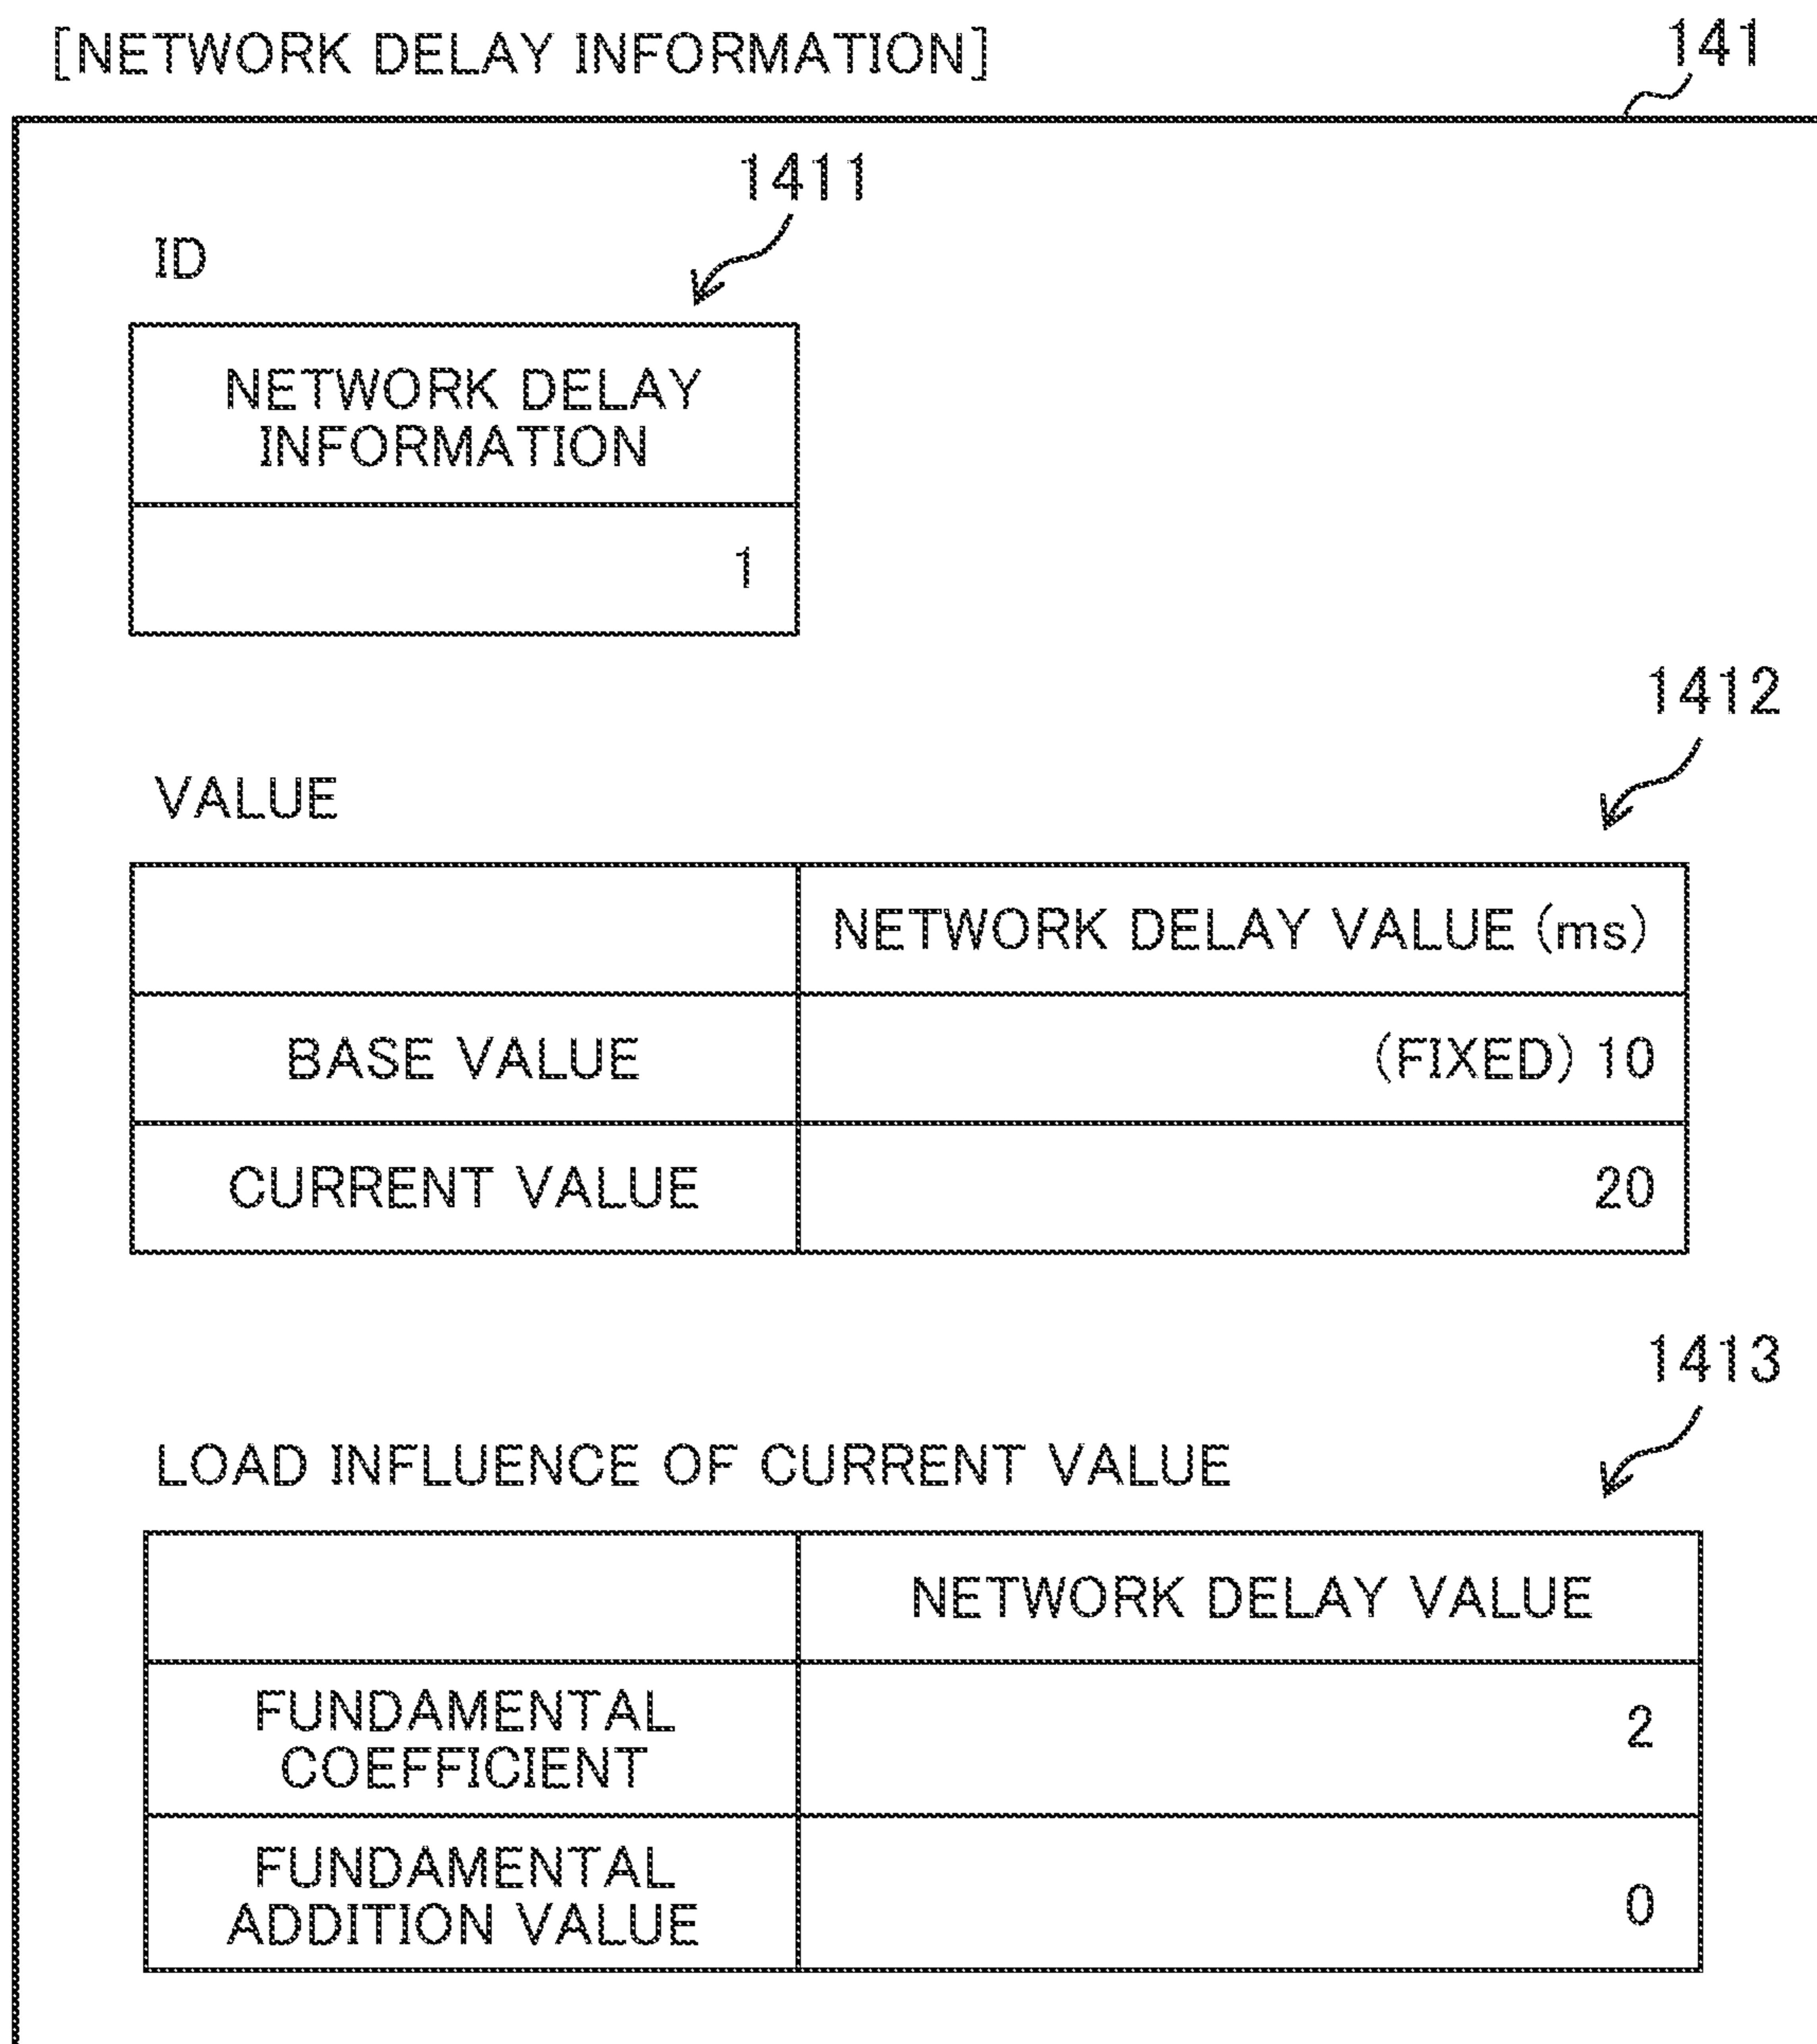 [NETWORK DELAY INFORMATION]
141
1411
ID
NETWORK DELAY
INFORMATION
1
1412
VALUE
NETWORK DELAY VALUE (ms)
BASE VALUE
(FIXED) 10
CURRENT VALUE
20
1413
LOAD INFLUENCE OF CURRENT VALUE
NETWORK DELAY VALUE
FUNDAMENTAL
COEFFICIENT
2
FUNDAMENTAL
ADDITION VALUE
0